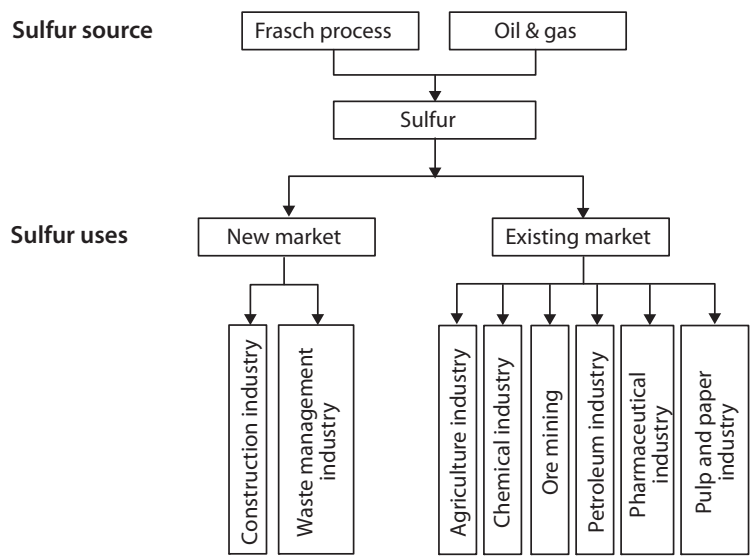 Sulfur source
Frasch process
Oil & gas
Sulfur
Sulfur uses
New market
Existing market
Construction industry
Waste management
industry
Agriculture industry
Chemical industry
Ore mining
Petroleum industry
Pharmaceutical
industry
Pulp and paper
industry